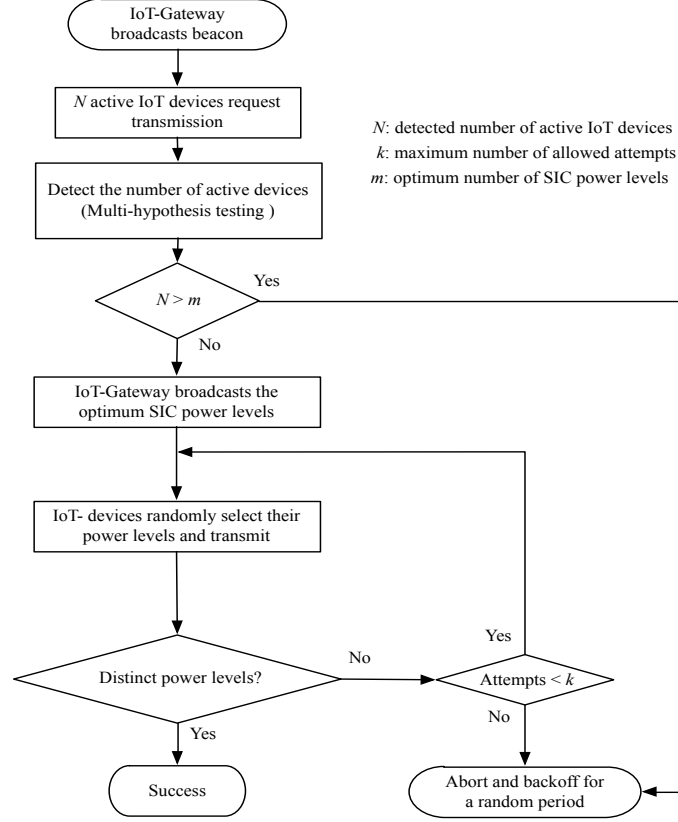 IoT-Gateway
broadcasts beacon
N active IoT devices request
transmission
N: detected number of active IoT devices
k: maximum number of allowed attempts
m: optimum number of SIC power levels
Detect the number of active devices
(Multi-hypothesis testing )
Yes
N > m
No
IoT-Gateway broadcasts the
optimum SIC power levels
IoT- devices randomly select their
power levels and transmit
Yes
No
Distinct power levels?
Attempts < k
No
Yes
Success
Abort and backoff for
a random period